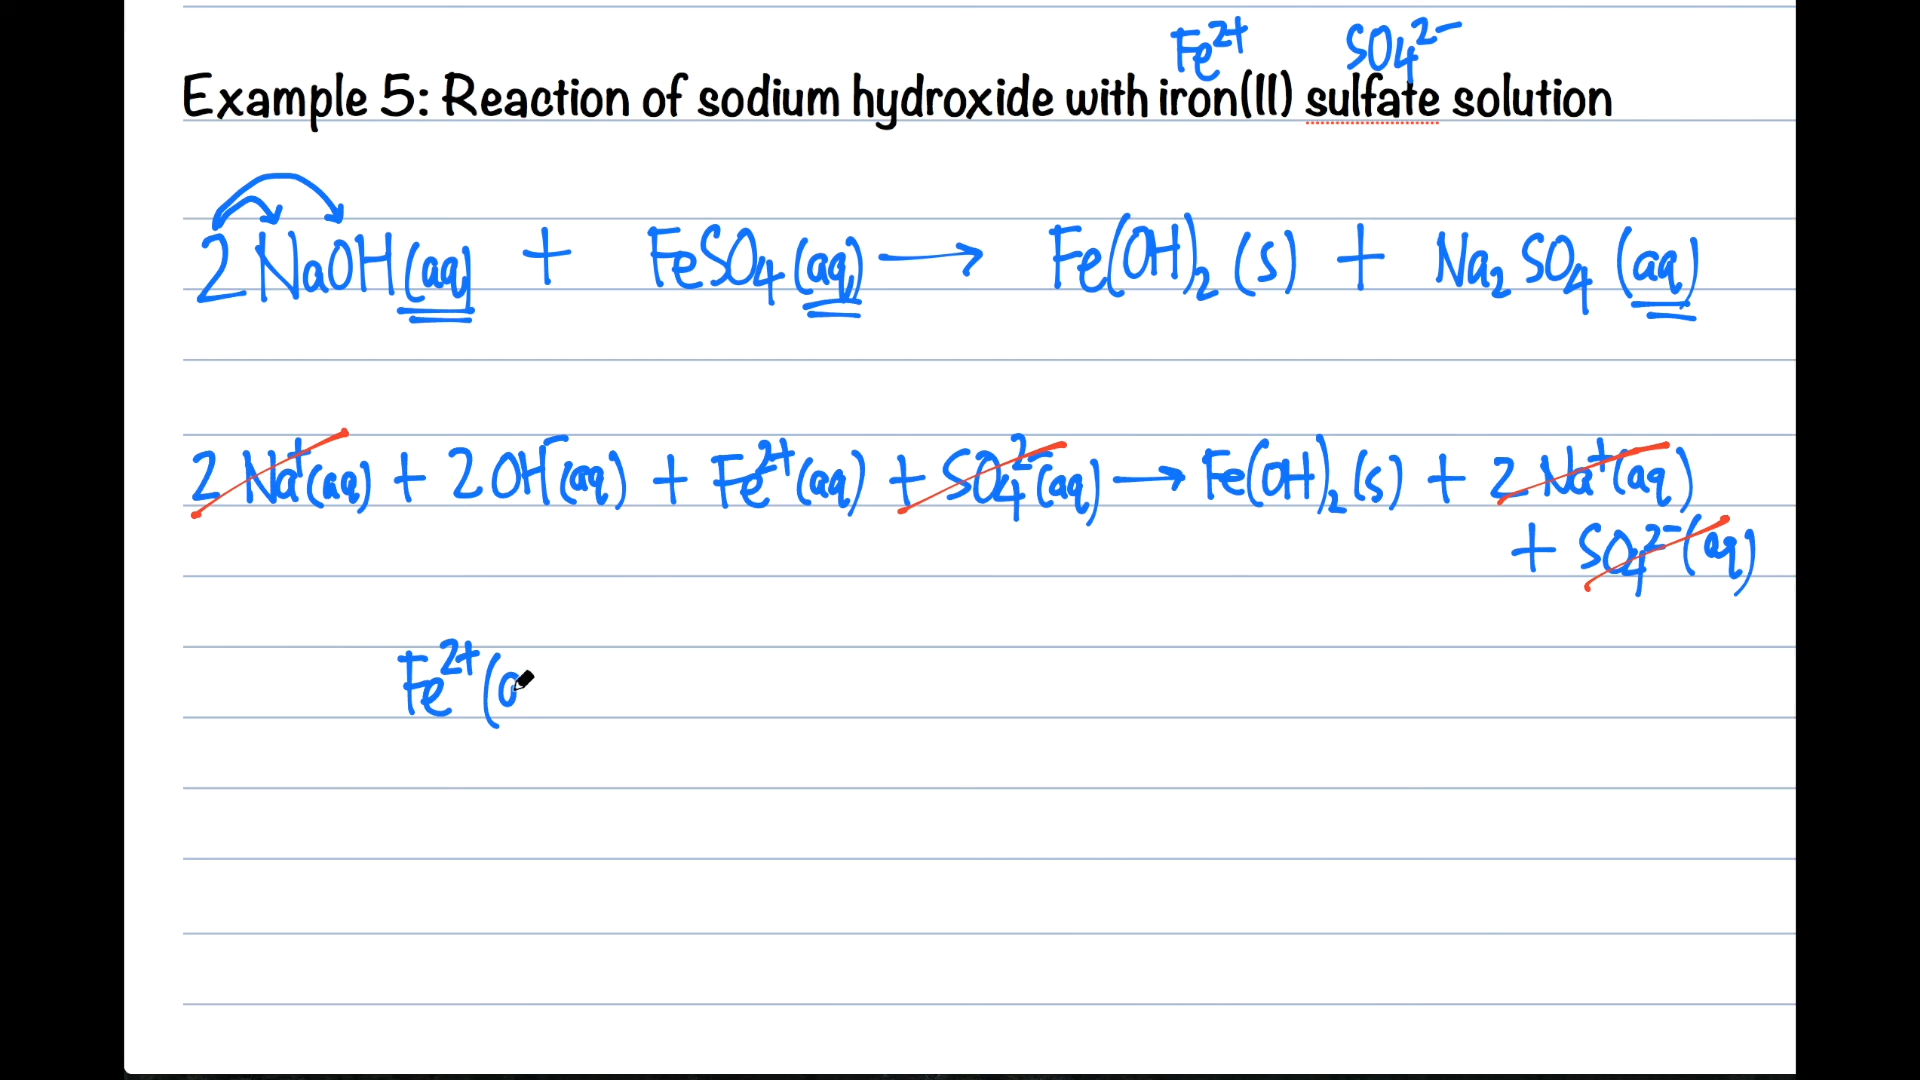 Fe²⁺ SO₄²⁻
Example 5: Reaction of sodium hydroxide with iron(II) sulfate solution
2NaOH(aq) + FeSO₄(aq) → Fe(OH)₂(s) + Na₂SO₄(aq)
2Na⁺(aq) + 2OH⁻(aq) + Fe²⁺(aq) + SO₄²⁻(aq) → Fe(OH)₂(s) + 2Na⁺(aq)
+ SO₄²⁻(aq)
Fe²⁺(a